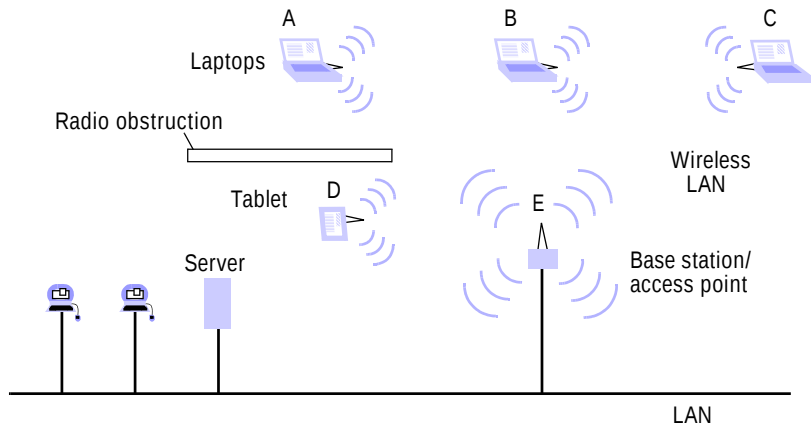 A
B
C
Laptops
Radio obstruction
Wireless
LAN
Tablet
D
E
Server
Base station/
access point
LAN